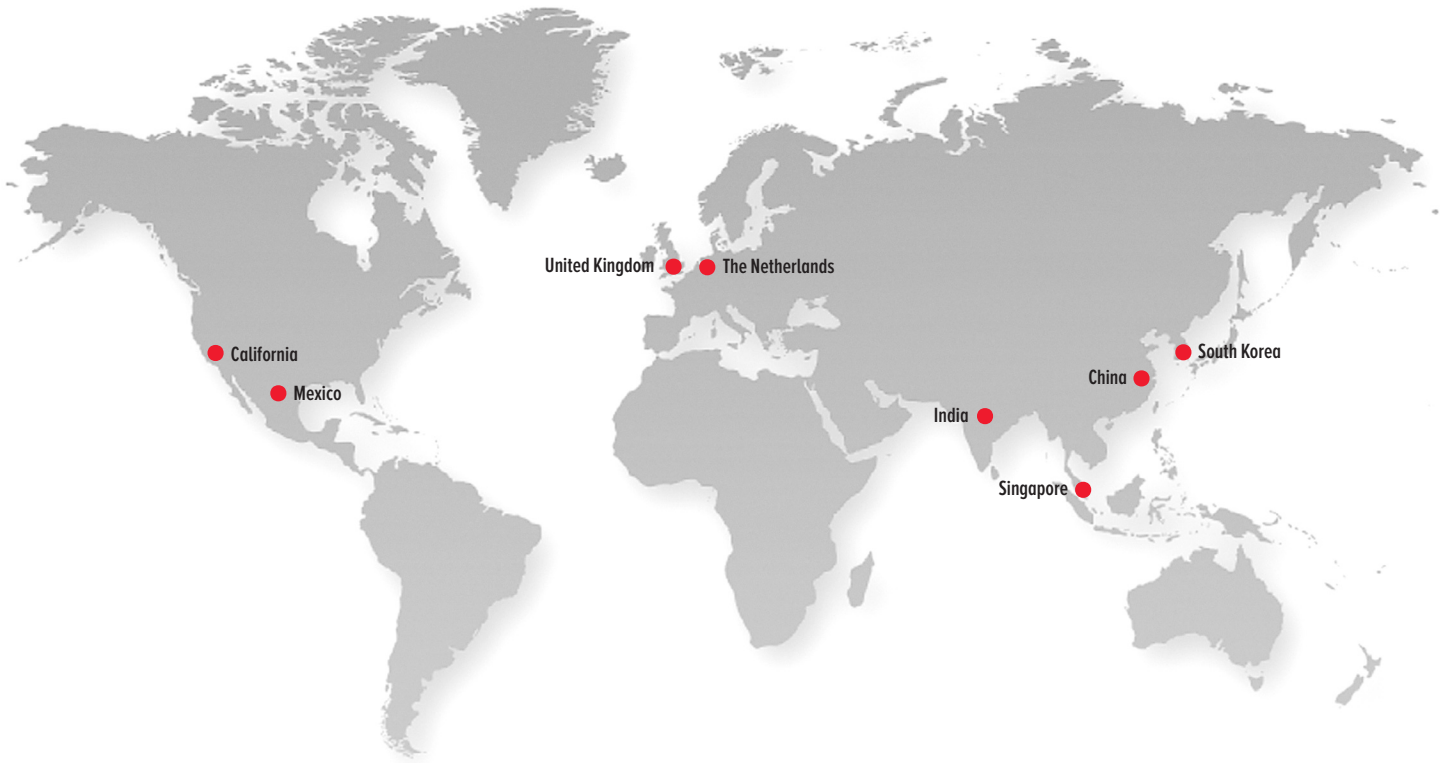 United Kingdom
The Netherlands
California
South Korea
China
Mexico
India
Singapore